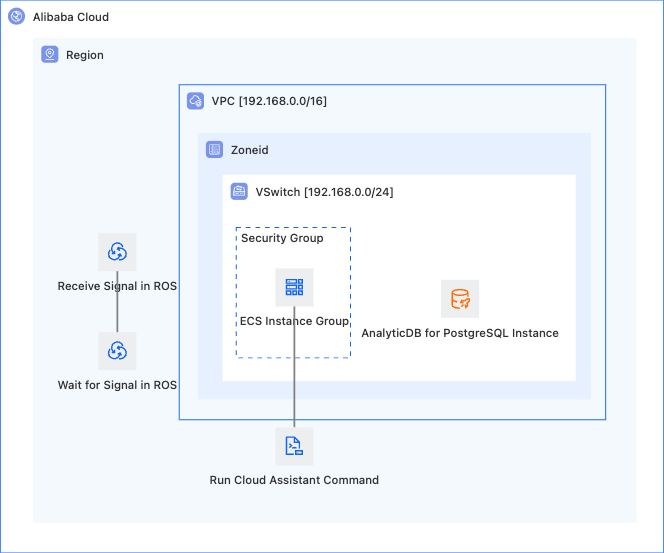 Alibaba Cloud
Region
VPC [192.168.0.0/16]
Zoneid
VSwitch [192.168.0.0/24]
Security Group
Receive Signal in ROS
ECS Instance Group
AnalyticDB for PostgreSQL Instance
Wait for Signal in ROS
Run Cloud Assistant Command